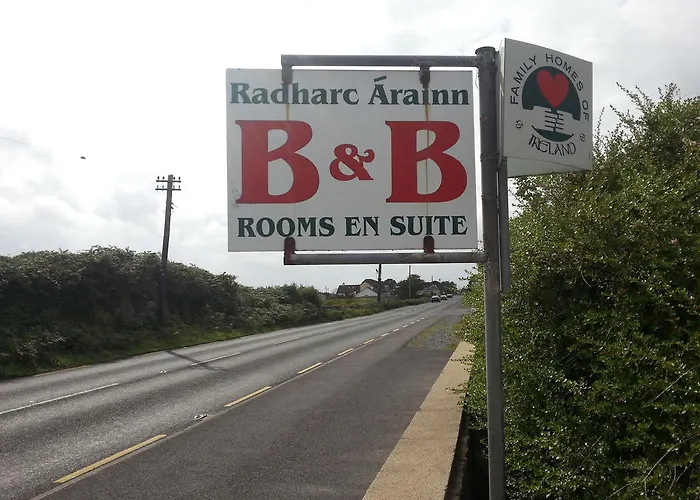 Radharc Árainn
B & B
ROOMS EN SUITE
FAMILY HOMES OF
IRELAND